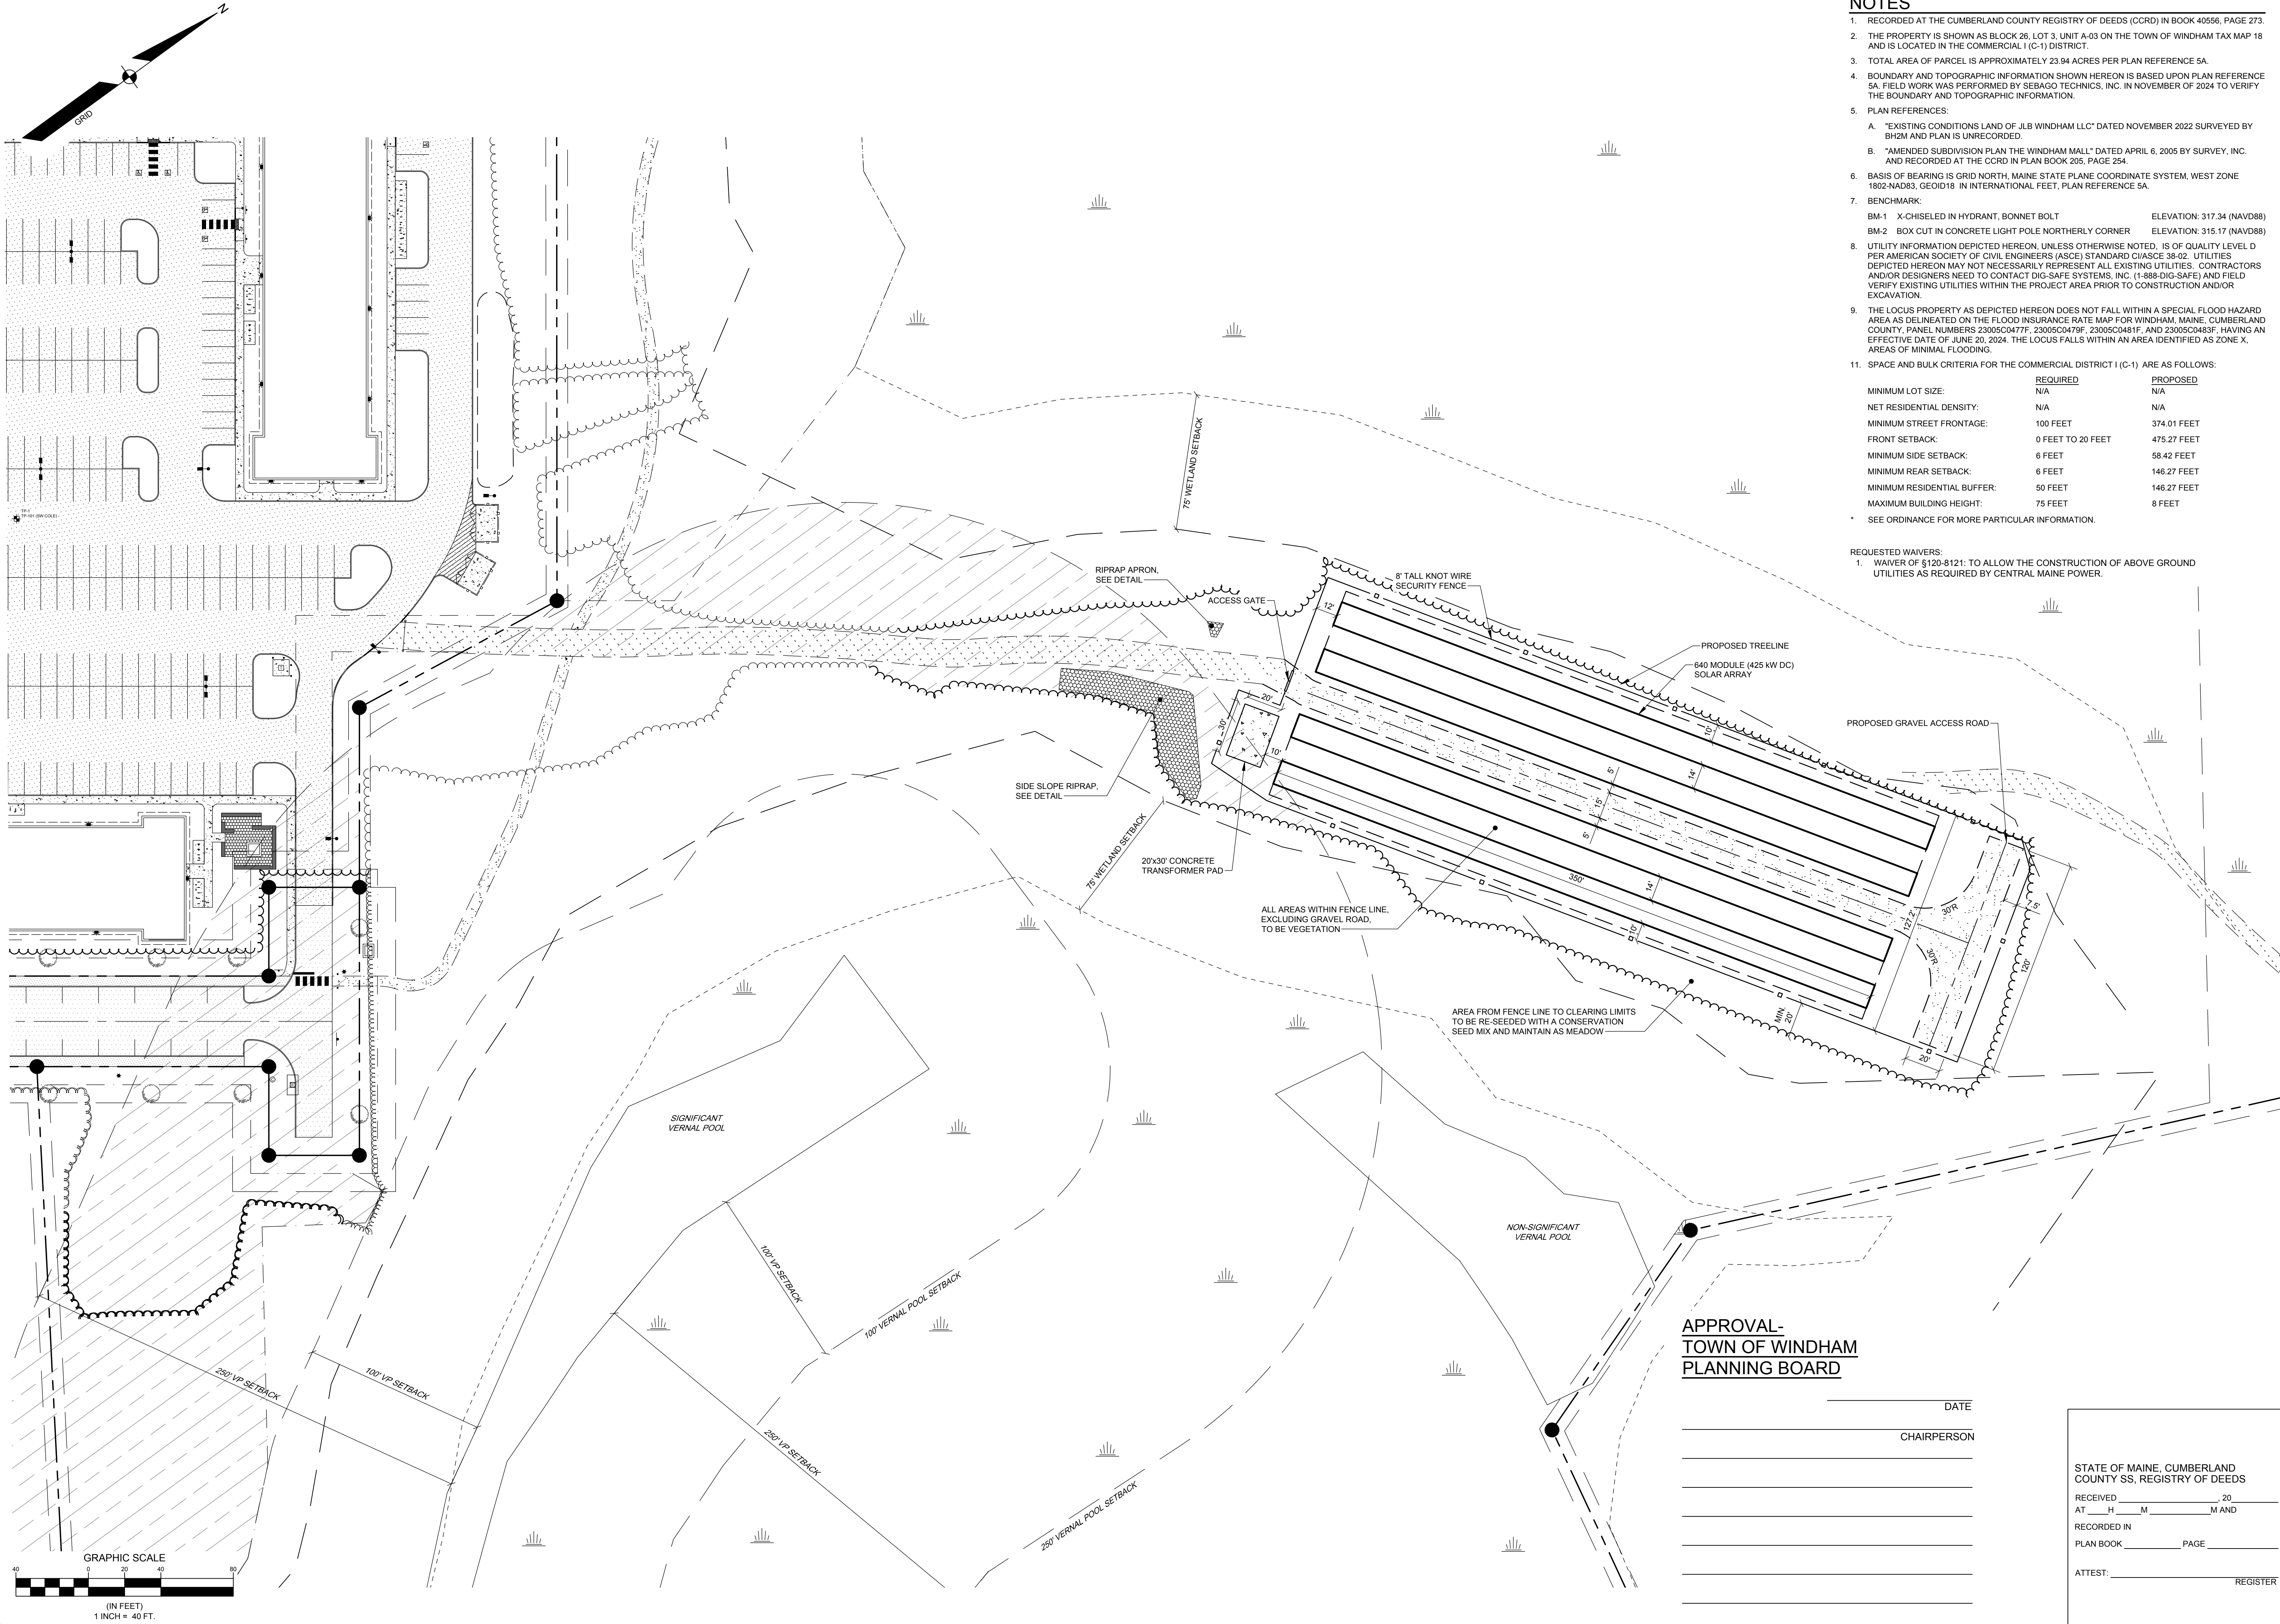 NOTES
1. RECORDED AT THE CUMBERLAND COUNTY REGISTRY OF DEEDS (CCRD) IN BOOK 40556, PAGE 273.
2. THE PROPERTY IS SHOWN AS BLOCK 26, LOT 3, UNIT A-03 ON THE TOWN OF WINDHAM TAX MAP 18
AND IS LOCATED IN THE COMMERCIAL I (C-1) DISTRICT.
3. TOTAL AREA OF PARCEL IS APPROXIMATELY 23.94 ACRES PER PLAN REFERENCE 5A.
4. BOUNDARY AND TOPOGRAPHIC INFORMATION SHOWN HEREON IS BASED UPON PLAN REFERENCE
5A. FIELD WORK WAS PERFORMED BY SEBAGO TECHNICS, INC. IN NOVEMBER OF 2024 TO VERIFY
THE BOUNDARY AND TOPOGRAPHIC INFORMATION.
5. PLAN REFERENCES:
A. "EXISTING CONDITIONS LAND OF JLB WINDHAM LLC" DATED NOVEMBER 2022 SURVEYED BY
BH2M AND PLAN IS UNRECORDED.
B. "AMENDED SUBDIVISION PLAN THE WINDHAM MALL" DATED APRIL 6, 2005 BY SURVEY, INC.
AND RECORDED AT THE CCRD IN PLAN BOOK 205, PAGE 254.
6. BASIS OF BEARING IS GRID NORTH, MAINE STATE PLANE COORDINATE SYSTEM, WEST ZONE
1802-NAD83, GEOID18 IN INTERNATIONAL FEET, PLAN REFERENCE 5A.
7. BENCHMARK:
BM-1 X-CHISELED IN HYDRANT, BONNET BOLT ELEVATION: 317.34 (NAVD88)
BM-2 BOX CUT IN CONCRETE LIGHT POLE NORTHERLY CORNER ELEVATION: 315.17 (NAVD88)
8. UTILITY INFORMATION DEPICTED HEREON, UNLESS OTHERWISE NOTED, IS OF QUALITY LEVEL D
PER AMERICAN SOCIETY OF CIVIL ENGINEERS (ASCE) STANDARD CI/ASCE 38-02. UTILITIES
DEPICTED HEREON MAY NOT NECESSARILY REPRESENT ALL EXISTING UTILITIES. CONTRACTORS
AND/OR DESIGNERS NEED TO CONTACT DIG-SAFE SYSTEMS, INC. (1-888-DIG-SAFE) AND FIELD
VERIFY EXISTING UTILITIES WITHIN THE PROJECT AREA PRIOR TO CONSTRUCTION AND/OR
EXCAVATION.
9. THE LOCUS PROPERTY AS DEPICTED HEREON DOES NOT FALL WITHIN A SPECIAL FLOOD HAZARD
AREA AS DELINEATED ON THE FLOOD INSURANCE RATE MAP FOR WINDHAM, MAINE, CUMBERLAND
COUNTY, PANEL NUMBERS 23005C0477F, 23005C0479F, 23005C0481F, AND 23005C0483F, HAVING AN
EFFECTIVE DATE OF JUNE 20, 2024. THE LOCUS FALLS WITHIN AN AREA IDENTIFIED AS ZONE X,
AREAS OF MINIMAL FLOODING.
11. SPACE AND BULK CRITERIA FOR THE COMMERCIAL DISTRICT I (C-1) ARE AS FOLLOWS:
REQUIRED PROPOSED
MINIMUM LOT SIZE: N/A N/A
NET RESIDENTIAL DENSITY: N/A N/A
MINIMUM STREET FRONTAGE: 100 FEET 374.01 FEET
FRONT SETBACK: 0 FEET TO 20 FEET 475.27 FEET
MINIMUM SIDE SETBACK: 6 FEET 58.42 FEET
MINIMUM REAR SETBACK: 6 FEET 146.27 FEET
MINIMUM RESIDENTIAL BUFFER: 50 FEET 146.27 FEET
MAXIMUM BUILDING HEIGHT: 75 FEET 8 FEET
* SEE ORDINANCE FOR MORE PARTICULAR INFORMATION.
REQUESTED WAIVERS:
1. WAIVER OF §120-8121: TO ALLOW THE CONSTRUCTION OF ABOVE GROUND
UTILITIES AS REQUIRED BY CENTRAL MAINE POWER.
N
GRID
TP-1
TP-101 (SW COLE)
75' WETLAND SETBACK
RIPRAP APRON,
SEE DETAIL
ACCESS GATE
8' TALL KNOT WIRE
SECURITY FENCE
12'
PROPOSED TREELINE
640 MODULE (425 kW DC)
SOLAR ARRAY
PROPOSED GRAVEL ACCESS ROAD
20'
30'
10'
10'
14'
5'
15'
5'
SIDE SLOPE RIPRAP,
SEE DETAIL
75' WETLAND SETBACK
20'x30' CONCRETE
TRANSFORMER PAD
350'
14'
10'
ALL AREAS WITHIN FENCE LINE,
EXCLUDING GRAVEL ROAD,
TO BE VEGETATION
127.2'
30'R
30'R
7.5'
120'
MIN.
20'
20'
AREA FROM FENCE LINE TO CLEARING LIMITS
TO BE RE-SEEDED WITH A CONSERVATION
SEED MIX AND MAINTAIN AS MEADOW
SIGNIFICANT
VERNAL POOL
NON-SIGNIFICANT
VERNAL POOL
100' VP SETBACK
100' VERNAL POOL SETBACK
250' VP SETBACK
100' VP SETBACK
250' VP SETBACK
250' VERNAL POOL SETBACK
APPROVAL-
TOWN OF WINDHAM
PLANNING BOARD
DATE
CHAIRPERSON
STATE OF MAINE, CUMBERLAND
COUNTY SS, REGISTRY OF DEEDS
RECEIVED , 20
AT H M M AND
RECORDED IN
PLAN BOOK PAGE
ATTEST:
REGISTER
GRAPHIC SCALE
40 0 20 40 80
(IN FEET)
1 INCH = 40 FT.